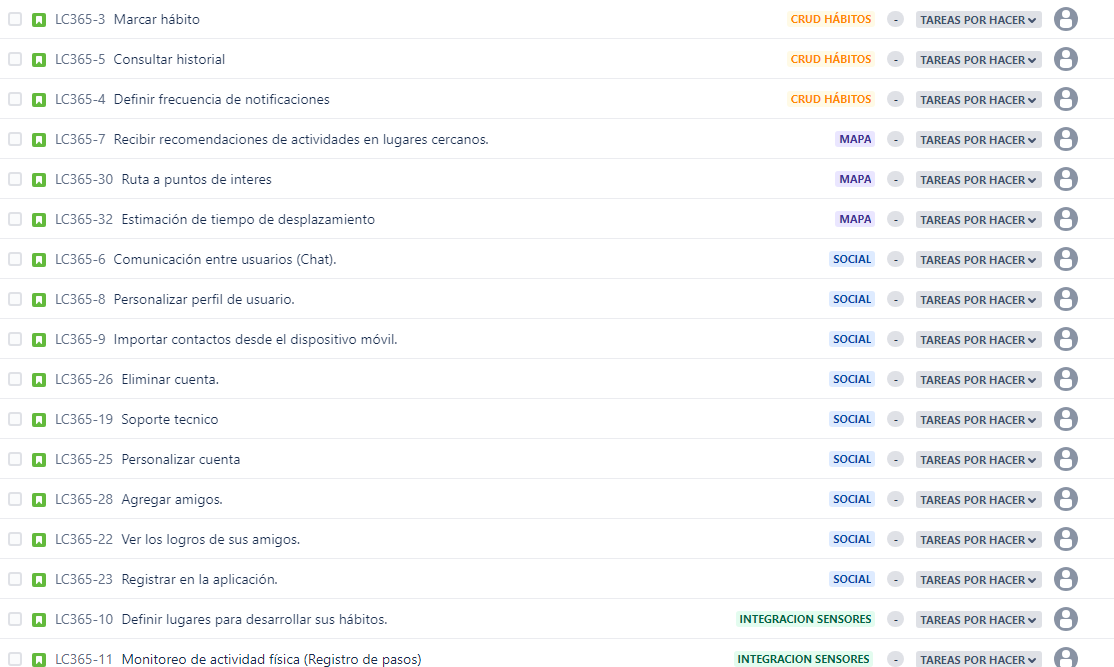 LC365-3 Marcar hábito CRUD HÁBITOS - TAREAS POR HACER
LC365-5 Consultar historial CRUD HÁBITOS - TAREAS POR HACER
LC365-4 Definir frecuencia de notificaciones CRUD HÁBITOS - TAREAS POR HACER
LC365-7 Recibir recomendaciones de actividades en lugares cercanos. MAPA - TAREAS POR HACER
LC365-30 Ruta a puntos de interes MAPA - TAREAS POR HACER
LC365-32 Estimación de tiempo de desplazamiento MAPA - TAREAS POR HACER
LC365-6 Comunicación entre usuarios (Chat). SOCIAL - TAREAS POR HACER
LC365-8 Personalizar perfil de usuario. SOCIAL - TAREAS POR HACER
LC365-9 Importar contactos desde el dispositivo móvil. SOCIAL - TAREAS POR HACER
LC365-26 Eliminar cuenta. SOCIAL - TAREAS POR HACER
LC365-19 Soporte tecnico SOCIAL - TAREAS POR HACER
LC365-25 Personalizar cuenta SOCIAL - TAREAS POR HACER
LC365-28 Agregar amigos. SOCIAL - TAREAS POR HACER
LC365-22 Ver los logros de sus amigos. SOCIAL - TAREAS POR HACER
LC365-23 Registrar en la aplicación. SOCIAL - TAREAS POR HACER
LC365-10 Definir lugares para desarrollar sus hábitos. INTEGRACION SENSORES - TAREAS POR HACER
LC365-11 Monitoreo de actividad física (Registro de pasos) INTEGRACION SENSORES - TAREAS POR HACER